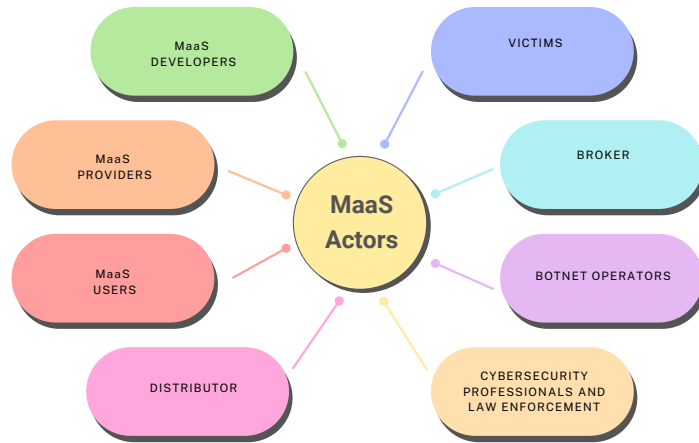 MaaS
DEVELOPERS
VICTIMS
MaaS
PROVIDERS
BROKER
MaaS
Actors
MaaS
USERS
BOTNET OPERATORS
DISTRIBUTOR
CYBERSECURITY
PROFESSIONALS AND
LAW ENFORCEMENT